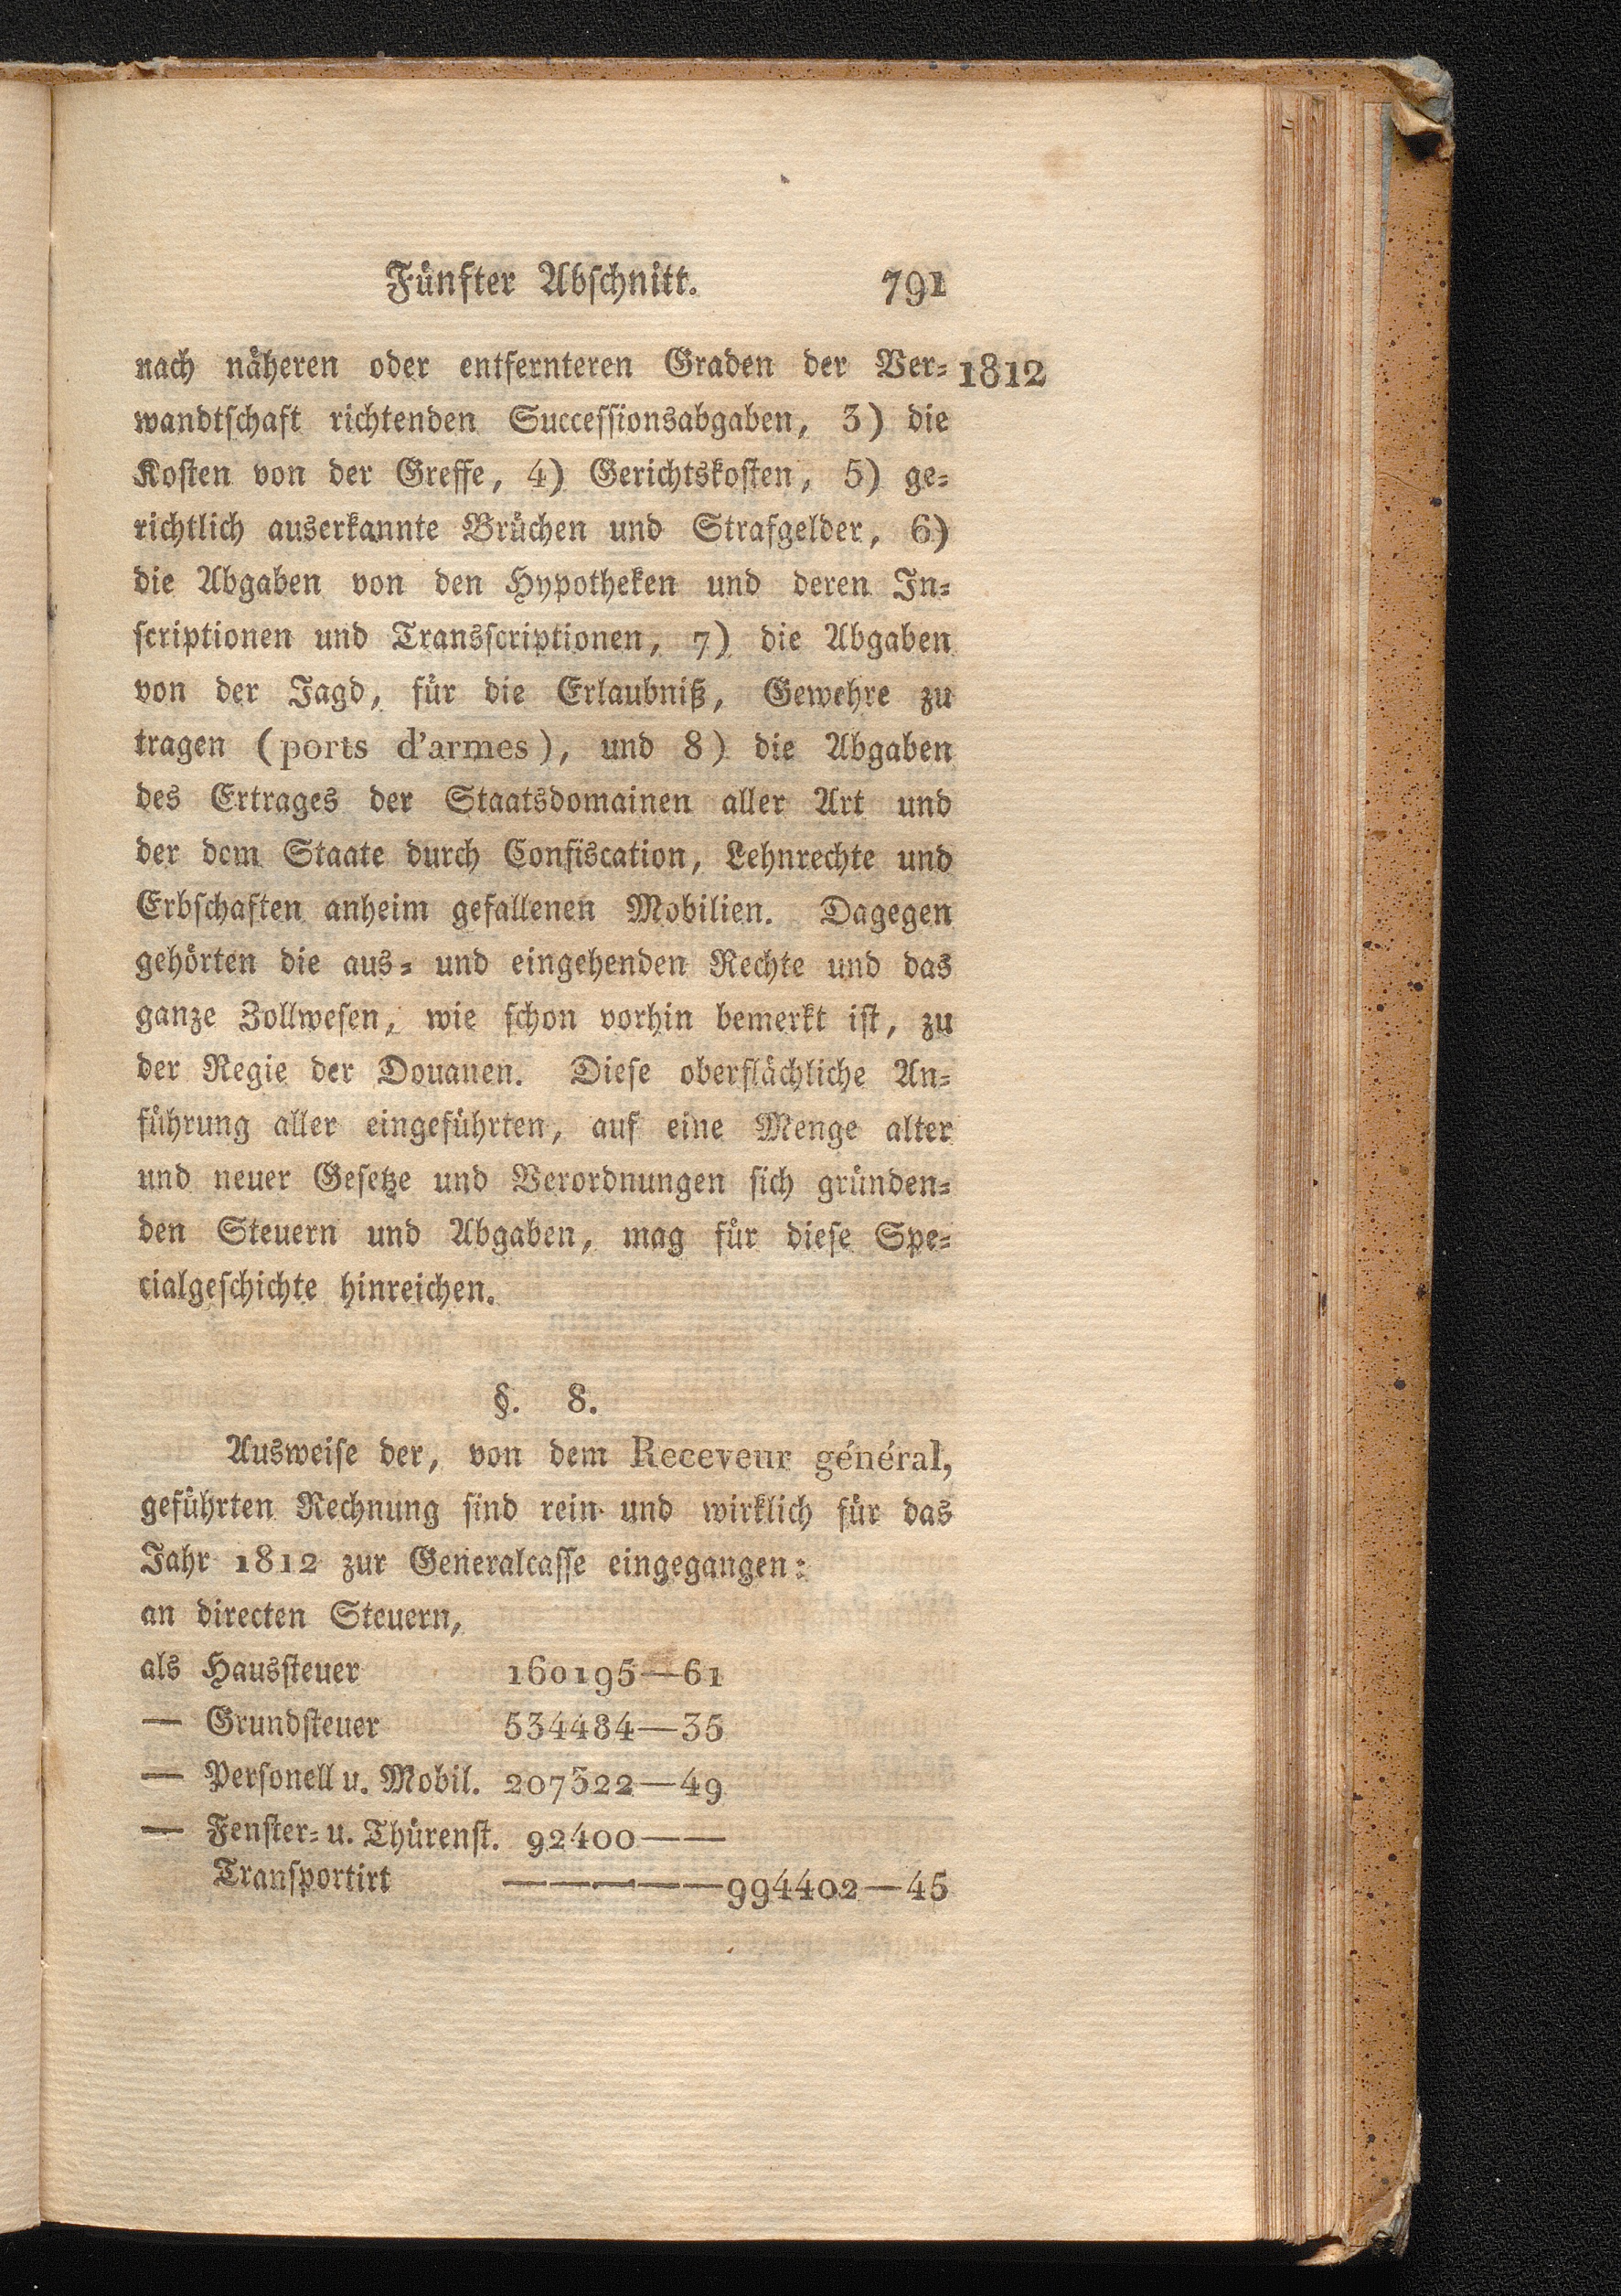 Fünfter Abschnitt. 791
nach näheren oder entfernteren Graden der Ver- 1812
wandtschaft richtenden Successionsabgaben, 3) die
Kosten von der Greffe, 4) Gerichtskosten, 5) ge-
richtlich auserkannte Brüchen und Strafgelder, 6)
die Abgaben von den Hypotheken und deren In-
scriptionen und Transscriptionen, 7) die Abgaben
von der Jagd, für die Erlaubniß, Gewehre zu
tragen (ports d'armes), und 8) die Abgaben
des Ertrages der Staatsdomainen aller Art und
der dem Staate durch Confiscation, Lehnrechte und
Erbschaften anheim gefallenen Mobilien. Dagegen
gehörten die aus- und eingehenden Rechte und das
ganze Zollwesen, wie schon vorhin bemerkt ist, zu
der Regie der Douanen. Diese oberflächliche An-
führung aller eingeführten, auf eine Menge alter
und neuer Gesetze und Verordnungen sich gründen-
den Steuern und Abgaben, mag für diese Spe-
cialgeschichte hinreichen.
§. 8.
Ausweise der, von dem Receveur général,
geführten Rechnung sind rein und wirklich für das
Jahr 1812 zur Generalcasse eingegangen:
an directen Steuern,
als Haussteuer 160195—61
— Grundsteuer 534484—35
— Personell u. Mobil. 207322—49
— Fenster- u. Thürenst. 92400——
Transportirt —————994402—45